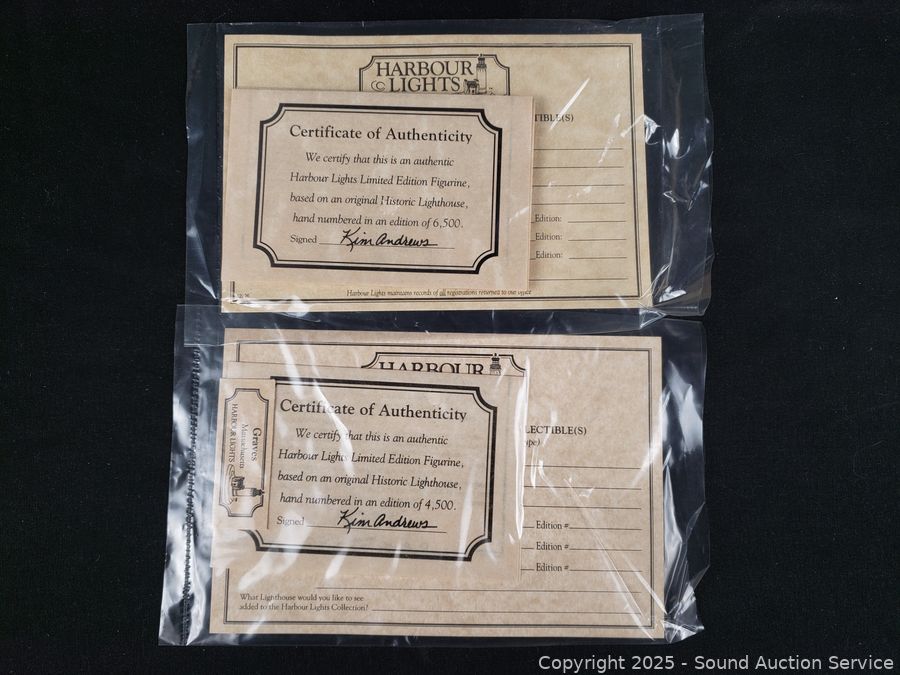 HARBOUR
LIGHTS
TIBLE(S)
Certificate of Authenticity
We certify that this is an authentic
Harbour Lights Limited Edition Figurine,
based on an original Historic Lighthouse,
hand numbered in an edition of 6,500.
Signed Kim Andrews
Edition:
Edition:
Edition:
Harbour Lights maintains records of all registrations returned to our office
HARBOUR
LECTIBLE(S)
Graves
Massachusetts
HARBOUR LIGHTS
Certificate of Authenticity
We certify that this is an authentic
Harbour Lights Limited Edition Figurine,
based on an original Historic Lighthouse,
hand numbered in an edition of 4,500.
Signed Kim Andrews
Edition #
Edition #
Edition #
What Lighthouse would you like to see
added to the Harbour Lights Collection?
Copyright 2025 - Sound Auction Service